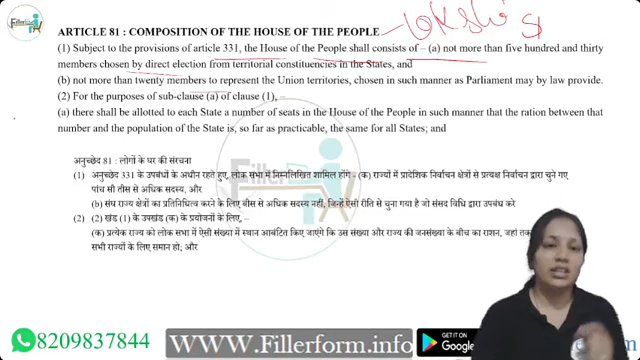 Fillerform
ARTICLE 81 : COMPOSITION OF THE HOUSE OF THE PEOPLE
(1) Subject to the provisions of article 331, the House of the People shall consists of – (a) not more than five hundred and thirty
members chosen by direct election from territorial constituencies in the States, and
(b) not more than twenty members to represent the Union territories, chosen in such manner as Parliament may by law provide.
(2) For the purposes of sub-clause (a) of clause (1), –
(a) there shall be allotted to each State a number of seats in the House of the People in such manner that the ration between that
number and the population of the State is, so far as practicable, the same for all States; and
अनुच्छेद 81 : लोगों के घर की संरचना
(1) अनुच्छेद 331 के उपबंधों के अधीन रहते हुए, लोक सभा में निम्नलिखित शामिल होंगे - (क) राज्यों में प्रादेशिक निर्वाचन क्षेत्रों से प्रत्यक्ष निर्वाचन द्वारा चुने गए
पांच सौ तीस से अधिक सदस्य, और
(b) संघ राज्य क्षेत्रों का प्रतिनिधित्व करने के लिए बीस से अधिक सदस्य नहीं, जिन्हें ऐसी रीति से चुना गया है जो संसद विधि द्वारा उपबंध करे
(2) (2) खंड (1) के उपखंड (क) के प्रयोजनों के लिए, -
(क) प्रत्येक राज्य को लोक सभा में ऐसी संख्या में स्थान आबंटित किए जाएंगे कि उस संख्या और राज्य की जनसंख्या के बीच का राशन, जहां तक
सभी राज्यों के लिए समान हो; और
8209837844
www.Fillerform.info
GET IT ON
Google